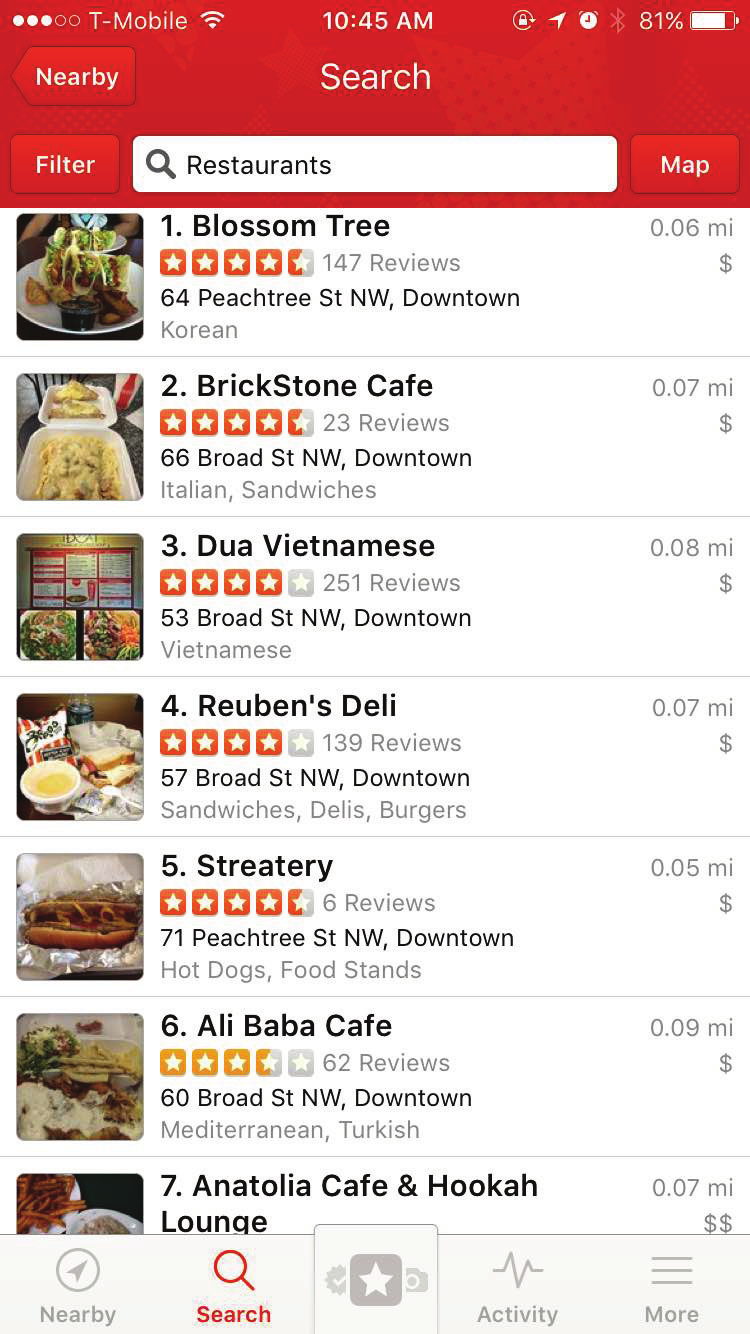 T-Mobile 10:45 AM 81%
Nearby Search
Filter Restaurants Map
1. Blossom Tree 0.06 mi
147 Reviews $
64 Peachtree St NW, Downtown
Korean
2. BrickStone Cafe 0.07 mi
23 Reviews $
66 Broad St NW, Downtown
Italian, Sandwiches
3. Dua Vietnamese 0.08 mi
251 Reviews $
53 Broad St NW, Downtown
Vietnamese
4. Reuben's Deli 0.07 mi
139 Reviews $
57 Broad St NW, Downtown
Sandwiches, Delis, Burgers
5. Streatery 0.05 mi
6 Reviews $
71 Peachtree St NW, Downtown
Hot Dogs, Food Stands
6. Ali Baba Cafe 0.09 mi
62 Reviews $
60 Broad St NW, Downtown
Mediterranean, Turkish
7. Anatolia Cafe & Hookah 0.07 mi
Lounge $$
Nearby Search Activity More